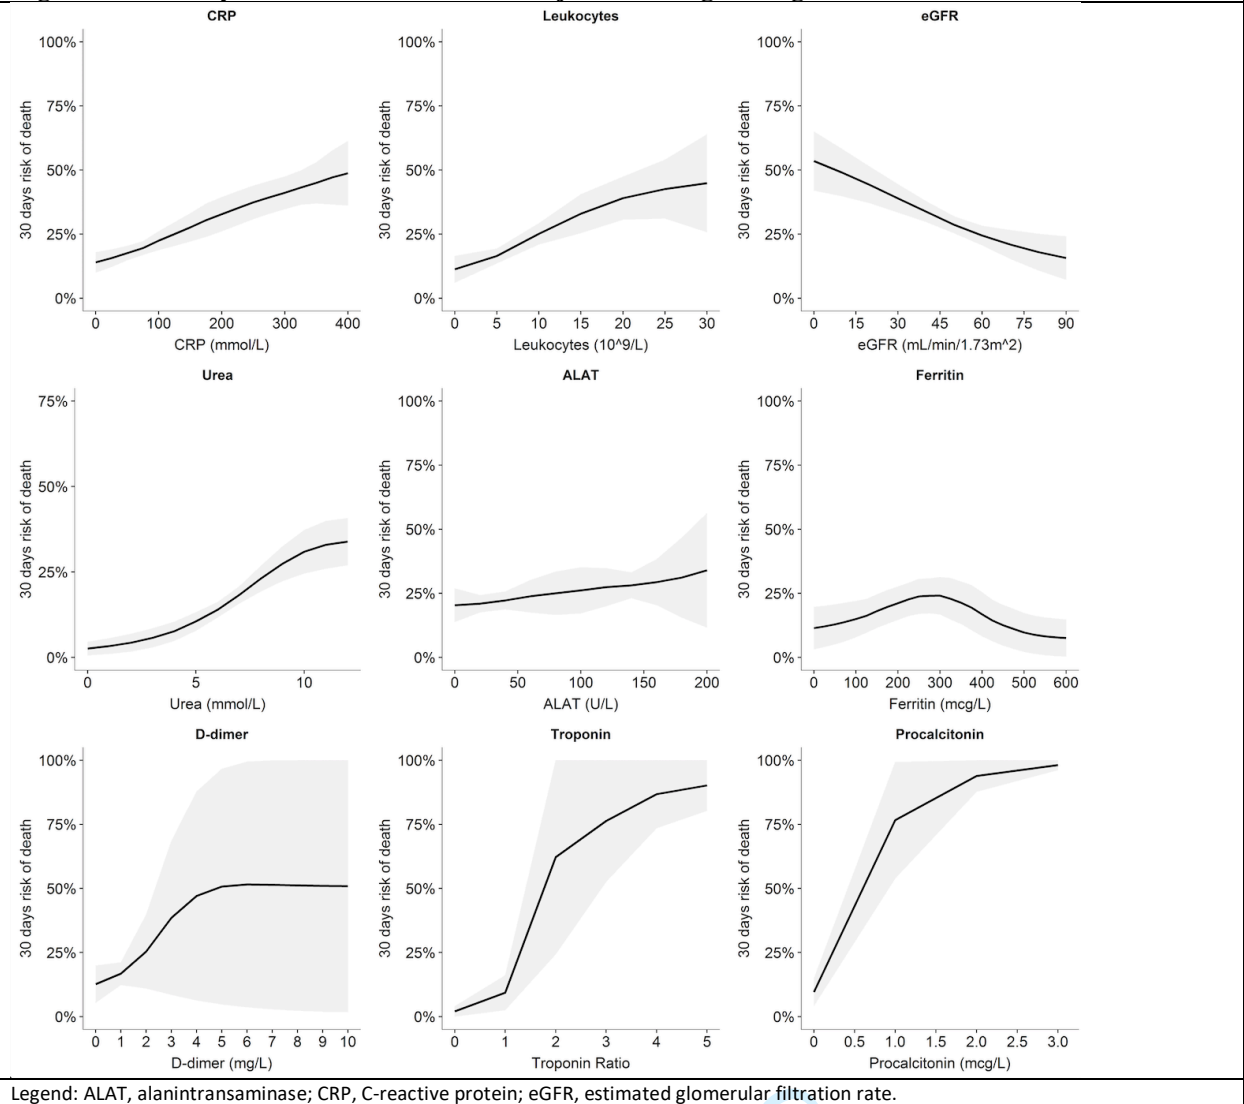 CRP
100%
75%
50%
25%
0%
30 days risk of death
0 100 200 300 400
CRP (mmol/L)
Leukocytes
100%
75%
50%
25%
0%
30 days risk of death
0 5 10 15 20 25 30
Leukocytes (10^9/L)
eGFR
100%
75%
50%
25%
0%
30 days risk of death
0 15 30 45 60 75 90
eGFR (mL/min/1.73m^2)
Urea
75%
50%
25%
0%
30 days risk of death
0 5 10
Urea (mmol/L)
ALAT
100%
75%
50%
25%
0%
30 days risk of death
0 50 100 150 200
ALAT (U/L)
Ferritin
100%
75%
50%
25%
0%
30 days risk of death
0 100 200 300 400 500 600
Ferritin (mcg/L)
D-dimer
100%
75%
50%
25%
0%
30 days risk of death
0 1 2 3 4 5 6 7 8 9 10
D-dimer (mg/L)
Troponin
100%
75%
50%
25%
0%
30 days risk of death
0 1 2 3 4 5
Troponin Ratio
Procalcitonin
100%
75%
50%
25%
0%
30 days risk of death
0 0.5 1.0 1.5 2.0 2.5 3.0
Procalcitonin (mcg/L)
Legend: ALAT, alanintransaminase; CRP, C-reactive protein; eGFR, estimated glomerular filtration rate.